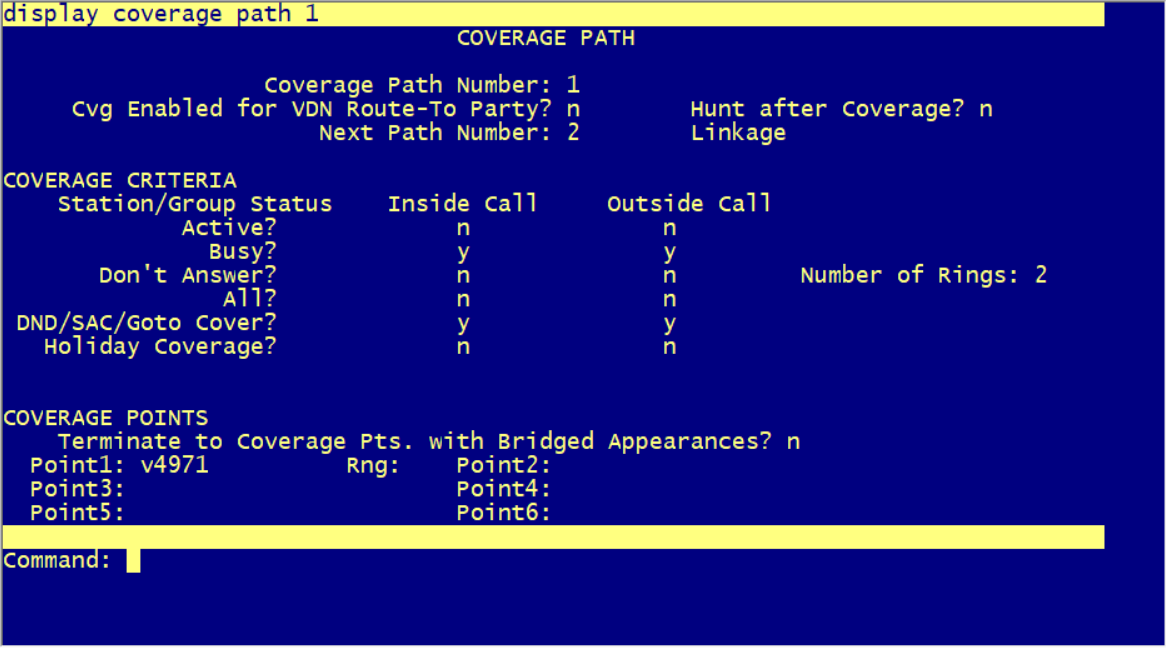 display coverage path 1
COVERAGE PATH
Coverage Path Number: 1
Cvg Enabled for VDN Route-To Party? n Hunt after Coverage? n
Next Path Number: 2 Linkage
COVERAGE CRITERIA
Station/Group Status Inside Call Outside Call
Active? n n
Busy? y y
Don't Answer? n n Number of Rings: 2
All? n n
DND/SAC/Goto Cover? y y
Holiday Coverage? n n
COVERAGE POINTS
Terminate to Coverage Pts. with Bridged Appearances? n
Point1: v4971 Rng: Point2:
Point3: Point4:
Point5: Point6:
Command: